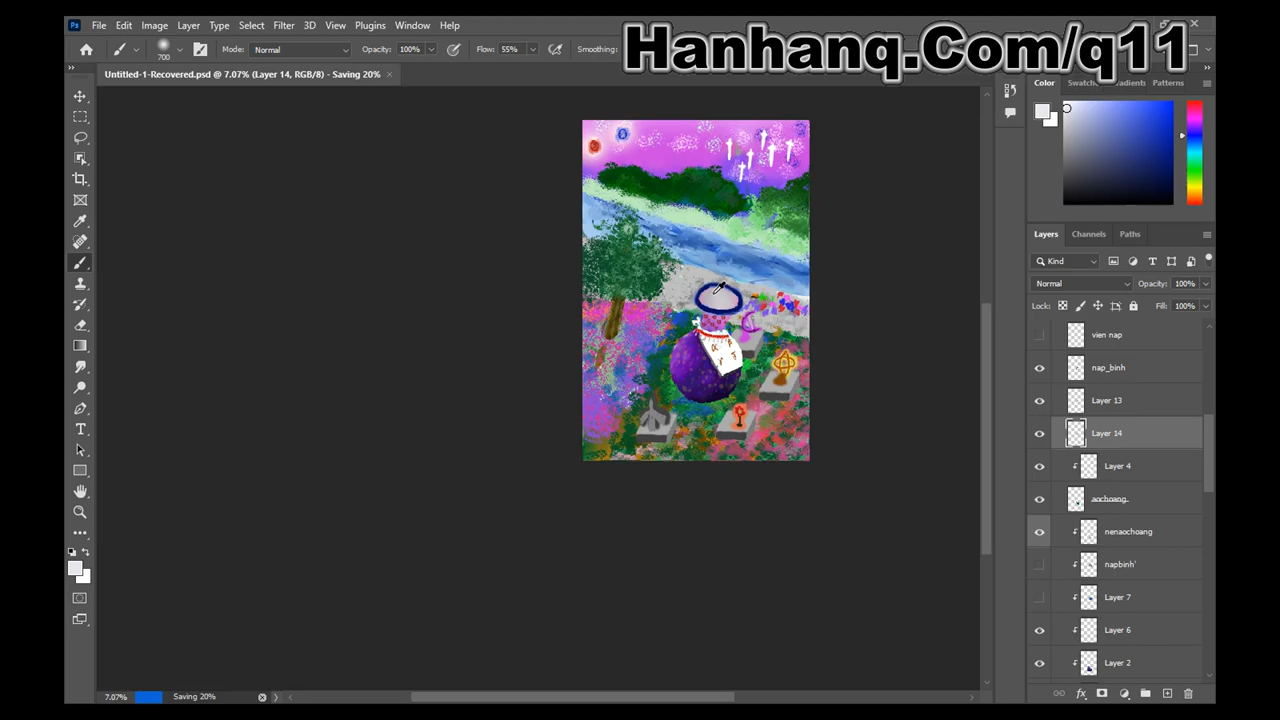 Hanhanq.Com/q11
File Edit Image Layer Type Select Filter 3D View Plugins Window Help
700 Mode: Normal Opacity: 100% Flow: 55% Smoothing:
Untitled-1-Recovered.psd @ 7.07% (Layer 14, RGB/8) - Saving 20%
Color Swatches Patterns
Layers Channels Paths
Kind
Normal Opacity: 100%
Lock: Fill: 100%
vien nap
nap_binh
Layer 13
Layer 14
Layer 4
aochoang
nenaochoang
napbinh'
Layer 7
Layer 6
Layer 2
7.07% Saving 20%